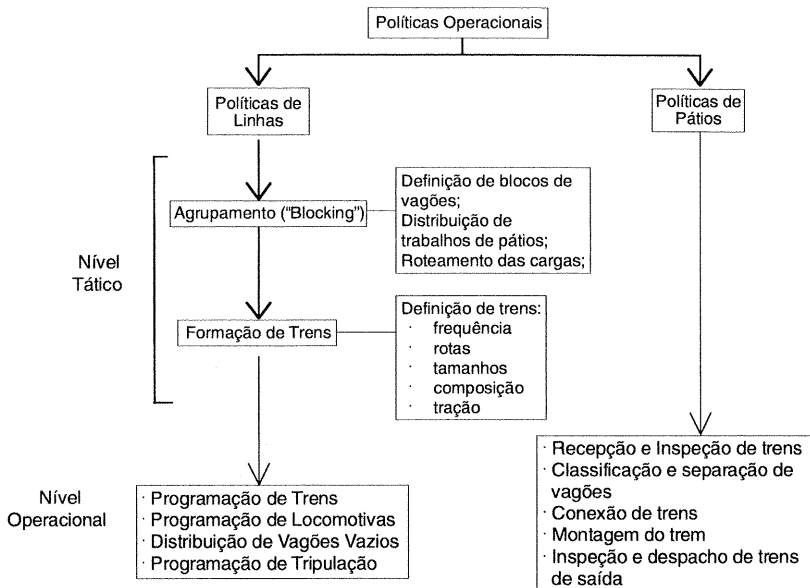 Políticas Operacionais
Políticas de
Linhas
Políticas de
Pátios
Agrupamento ("Blocking")
Definição de blocos de
vagões;
Distribuição de
trabalhos de pátios;
Roteamento das cargas;
Nível
Tático
Formação de Trens
Definição de trens:
· frequência
· rotas
· tamanhos
· composição
· tração
Nível
Operacional
· Programação de Trens
· Programação de Locomotivas
· Distribuição de Vagões Vazios
· Programação de Tripulação
· Recepção e Inspeção de trens
· Classificação e separação de
vagões
· Conexão de trens
· Montagem do trem
· Inspeção e despacho de trens
de saída